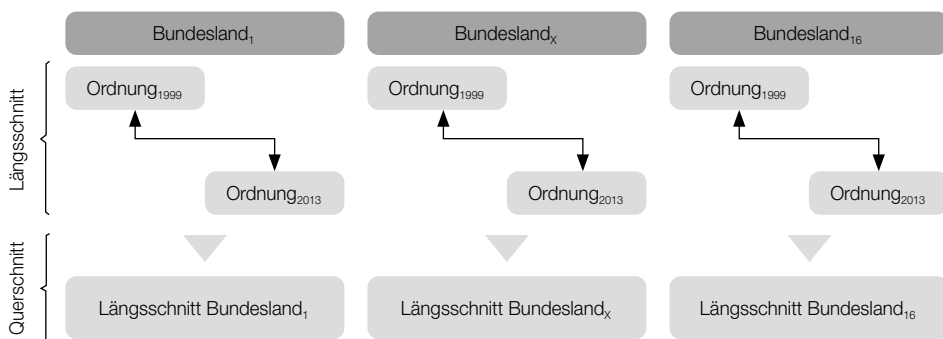 Bundesland₁ Bundeslandₓ Bundesland₁₆
Längsschnitt
Ordnung₁₉₉₉ Ordnung₁₉₉₉ Ordnung₁₉₉₉
Ordnung₂₀₁₃ Ordnung₂₀₁₃ Ordnung₂₀₁₃
Querschnitt
Längsschnitt Bundesland₁ Längsschnitt Bundeslandₓ Längsschnitt Bundesland₁₆